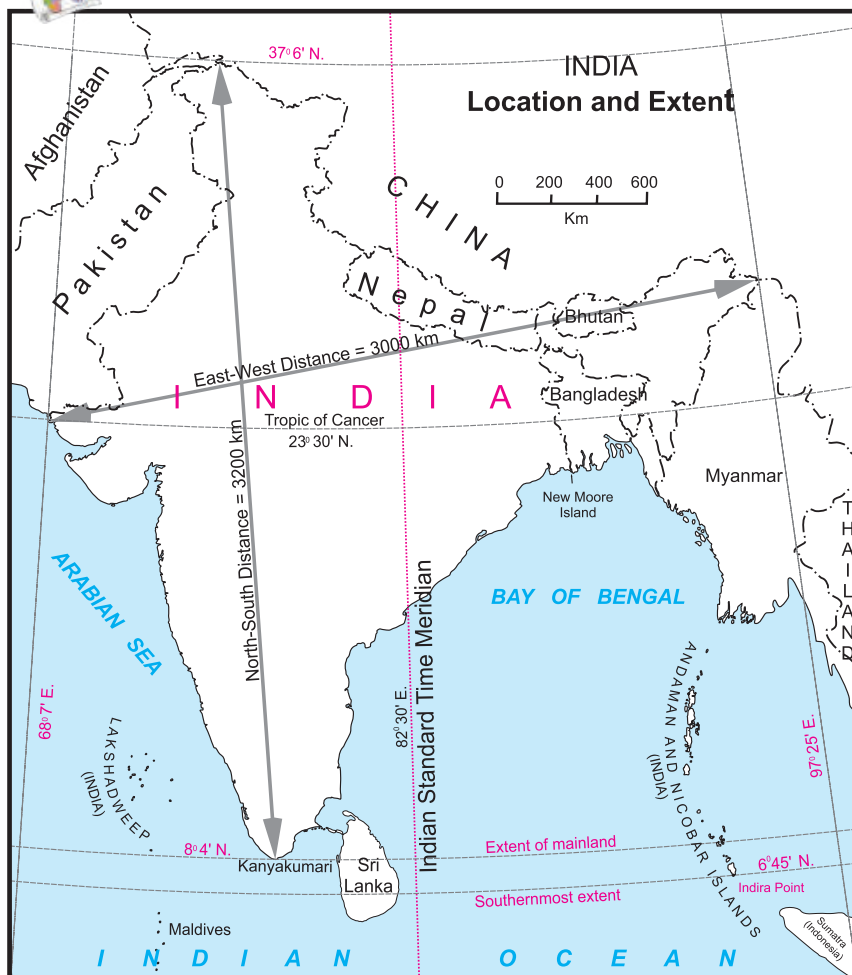 37° 6' N.
INDIA
Location and Extent
Afghanistan
Pakistan
CHINA
0 200 400 600
Km
Nepal
Bhutan
East-West Distance = 3000 km
INDIA
Bangladesh
Tropic of Cancer
23° 30' N.
North-South Distance = 3200 km
Myanmar
New Moore
Island
THAILAND
ARABIAN SEA
BAY OF BENGAL
Indian Standard Time Meridian
82° 30' E.
68° 7' E.
97° 25' E.
LAKSHADWEEP
(INDIA)
ANDAMAN AND NICOBAR ISLANDS
(INDIA)
8° 4' N.
Extent of mainland
Kanyakumari
Sri
Lanka
6° 45' N.
Indira Point
Southernmost extent
Maldives
Sumatra
(Indonesia)
INDIAN OCEAN